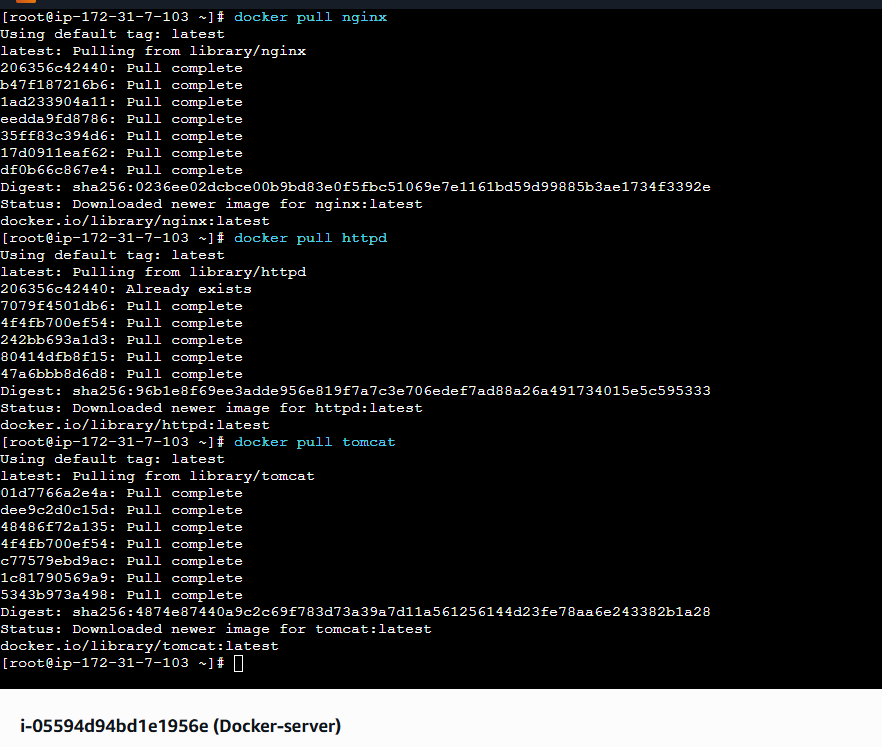 [root@ip-172-31-7-103 ~]# docker pull nginx
Using default tag: latest
latest: Pulling from library/nginx
206356c42440: Pull complete
b47f187216b6: Pull complete
1ad233904a11: Pull complete
eedda9fd8786: Pull complete
35ff83c394d6: Pull complete
17d0911eaf62: Pull complete
df0b66c867e4: Pull complete
Digest: sha256:0236ee02dcbce00b9bd83e0f5fbc51069e7e1161bd59d99885b3ae1734f3392e
Status: Downloaded newer image for nginx:latest
docker.io/library/nginx:latest
[root@ip-172-31-7-103 ~]# docker pull httpd
Using default tag: latest
latest: Pulling from library/httpd
206356c42440: Already exists
7079f4501db6: Pull complete
4f4fb700ef54: Pull complete
242bb693a1d3: Pull complete
80414dfb8f15: Pull complete
47a6bbb8d6d8: Pull complete
Digest: sha256:96b1e8f69ee3adde956e819f7a7c3e706edef7ad88a26a491734015e5c595333
Status: Downloaded newer image for httpd:latest
docker.io/library/httpd:latest
[root@ip-172-31-7-103 ~]# docker pull tomcat
Using default tag: latest
latest: Pulling from library/tomcat
01d7766a2e4a: Pull complete
dee9c2d0c15d: Pull complete
48486f72a135: Pull complete
4f4fb700ef54: Pull complete
c77579ebd9ac: Pull complete
1c81790569a9: Pull complete
5343b973a498: Pull complete
Digest: sha256:4874e87440a9c2c69f783d73a39a7d11a561256144d23fe78aa6e243382b1a28
Status: Downloaded newer image for tomcat:latest
docker.io/library/tomcat:latest
[root@ip-172-31-7-103 ~]#
i-05594d94bd1e1956e (Docker-server)